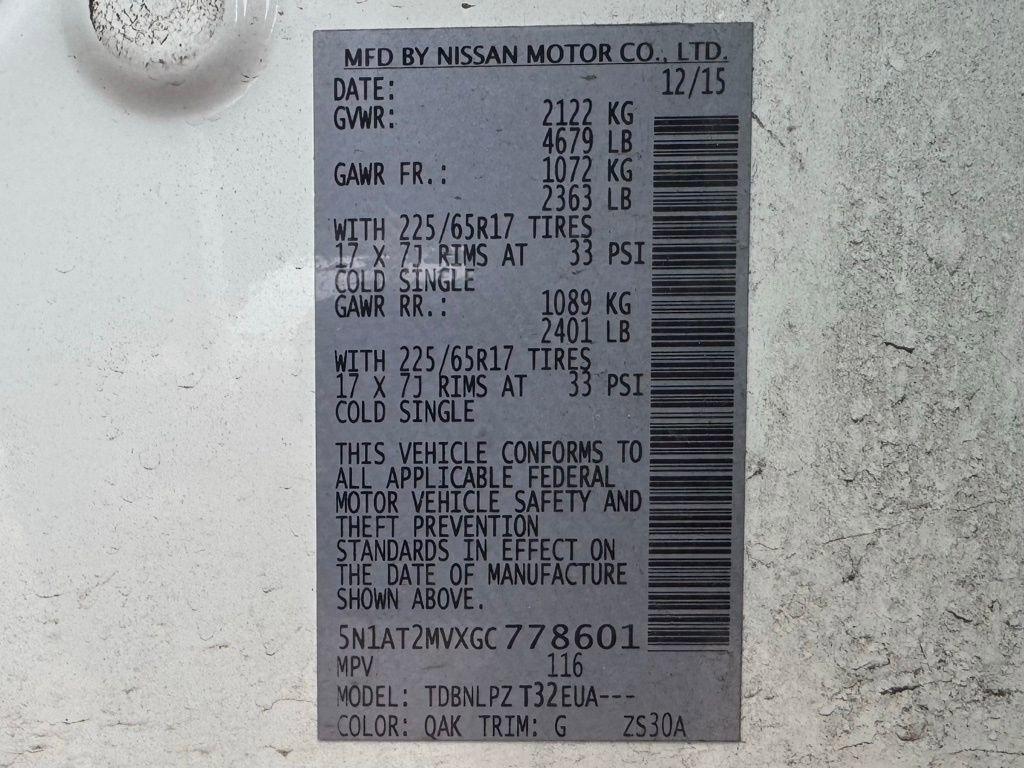 MFD BY NISSAN MOTOR CO., LTD.
DATE: 12/15
GVWR: 2122 KG
4679 LB
GAWR FR.: 1072 KG
2363 LB
WITH 225/65R17 TIRES
17 X 7J RIMS AT 33 PSI
COLD SINGLE
GAWR RR.: 1089 KG
2401 LB
WITH 225/65R17 TIRES
17 X 7J RIMS AT 33 PSI
COLD SINGLE
THIS VEHICLE CONFORMS TO
ALL APPLICABLE FEDERAL
MOTOR VEHICLE SAFETY AND
THEFT PREVENTION
STANDARDS IN EFFECT ON
THE DATE OF MANUFACTURE
SHOWN ABOVE.
5N1AT2MVXGC778601
MPV 116
MODEL: TDBNLPZ T32EUA---
COLOR: QAK TRIM: G ZS30A